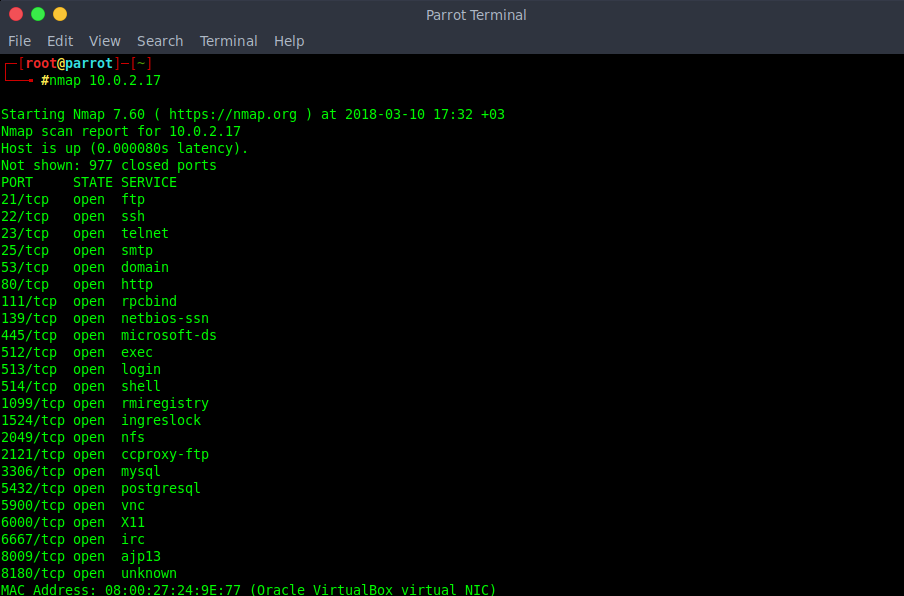 Parrot Terminal
File Edit View Search Terminal Help
┌─[root@parrot]─[~]
└──╼ #nmap 10.0.2.17
Starting Nmap 7.60 ( https://nmap.org ) at 2018-03-10 17:32 +03
Nmap scan report for 10.0.2.17
Host is up (0.000080s latency).
Not shown: 977 closed ports
PORT     STATE SERVICE
21/tcp   open  ftp
22/tcp   open  ssh
23/tcp   open  telnet
25/tcp   open  smtp
53/tcp   open  domain
80/tcp   open  http
111/tcp  open  rpcbind
139/tcp  open  netbios-ssn
445/tcp  open  microsoft-ds
512/tcp  open  exec
513/tcp  open  login
514/tcp  open  shell
1099/tcp open  rmiregistry
1524/tcp open  ingreslock
2049/tcp open  nfs
2121/tcp open  ccproxy-ftp
3306/tcp open  mysql
5432/tcp open  postgresql
5900/tcp open  vnc
6000/tcp open  X11
6667/tcp open  irc
8009/tcp open  ajp13
8180/tcp open  unknown
MAC Address: 08:00:27:24:9E:77 (Oracle VirtualBox virtual NIC)